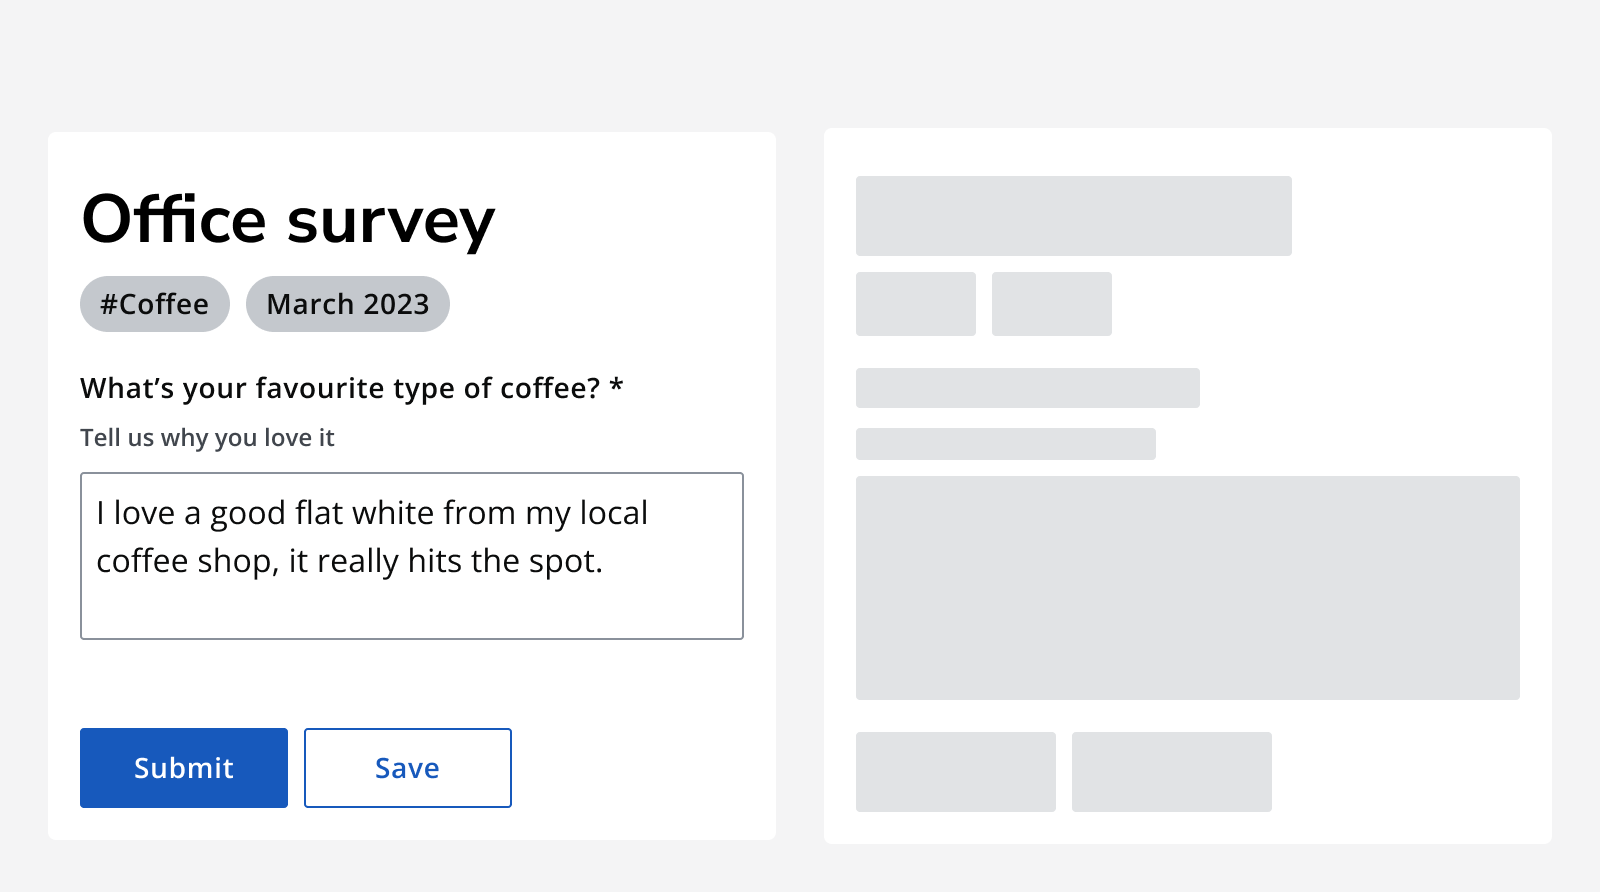 Office survey
#Coffee
March 2023
What’s your favourite type of coffee? *
Tell us why you love it
I love a good flat white from my local
coffee shop, it really hits the spot.
Submit
Save